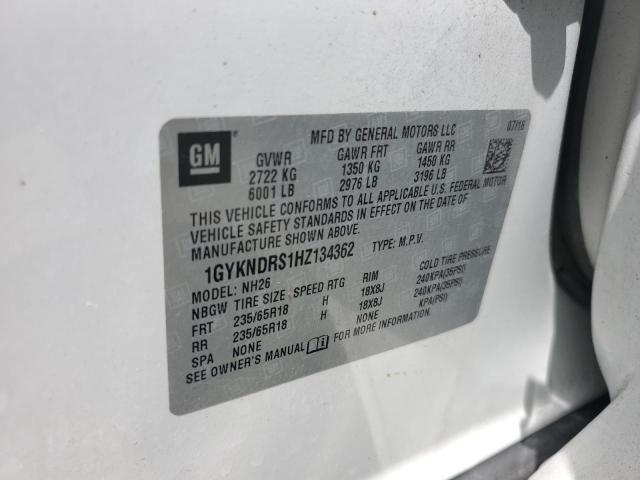 GM
MFD BY GENERAL MOTORS LLC
07/16
GVWR GAWR FRT GAWR RR
2722 KG 1350 KG 1450 KG
6001 LB 2976 LB 3196 LB
THIS VEHICLE CONFORMS TO ALL APPLICABLE U.S. FEDERAL MOTOR
VEHICLE SAFETY STANDARDS IN EFFECT ON THE DATE OF
MANUFACTURE SHOWN ABOVE.
1GYKNDRS1HZ134362 TYPE: M.P.V.
MODEL: NH26
NBGW TIRE SIZE SPEED RTG RIM COLD TIRE PRESSURE
FRT 235/65R18 H 18X8J 240KPA(35PSI)
RR 235/65R18 H 18X8J 240KPA(35PSI)
SPA NONE NONE KPA(PSI)
SEE OWNER'S MANUAL FOR MORE INFORMATION.